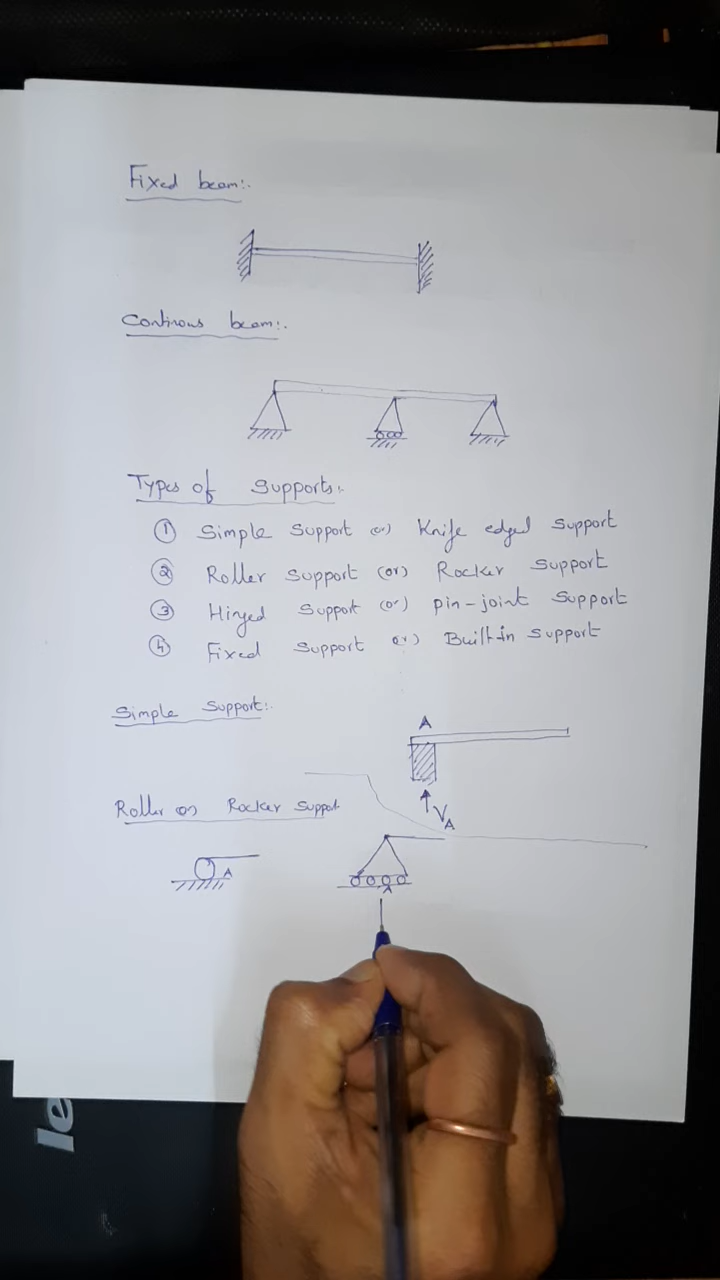 Fixed beam:-
Continous beam:-
Types of Supports:-
① Simple Support (or) Knife edged Support
② Roller Support (or) Rocker Support
③ Hinged Support (or) pin-joint Support
④ Fixed Support (or) Built-in Support
Simple Support:-
A
VA
Roller or Rocker Support
A
A
le